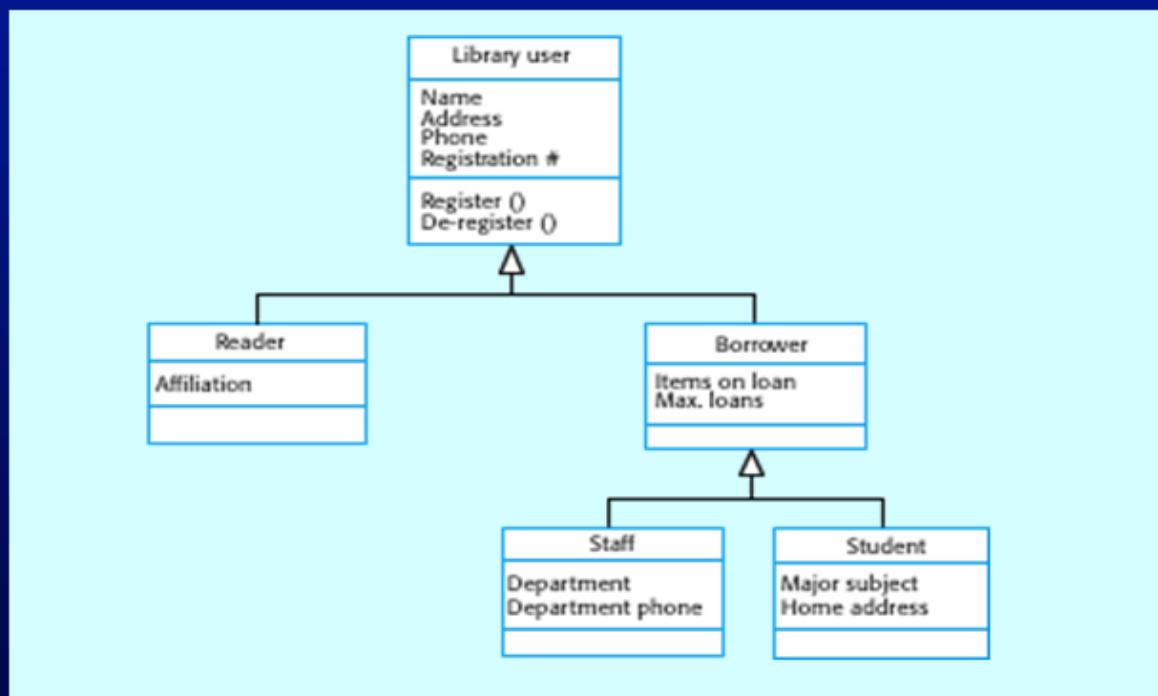 Library user
Name
Address
Phone
Registration #
Register ()
De-register ()
Reader
Affiliation
Borrower
Items on loan
Max. loans
Staff
Department
Department phone
Student
Major subject
Home address